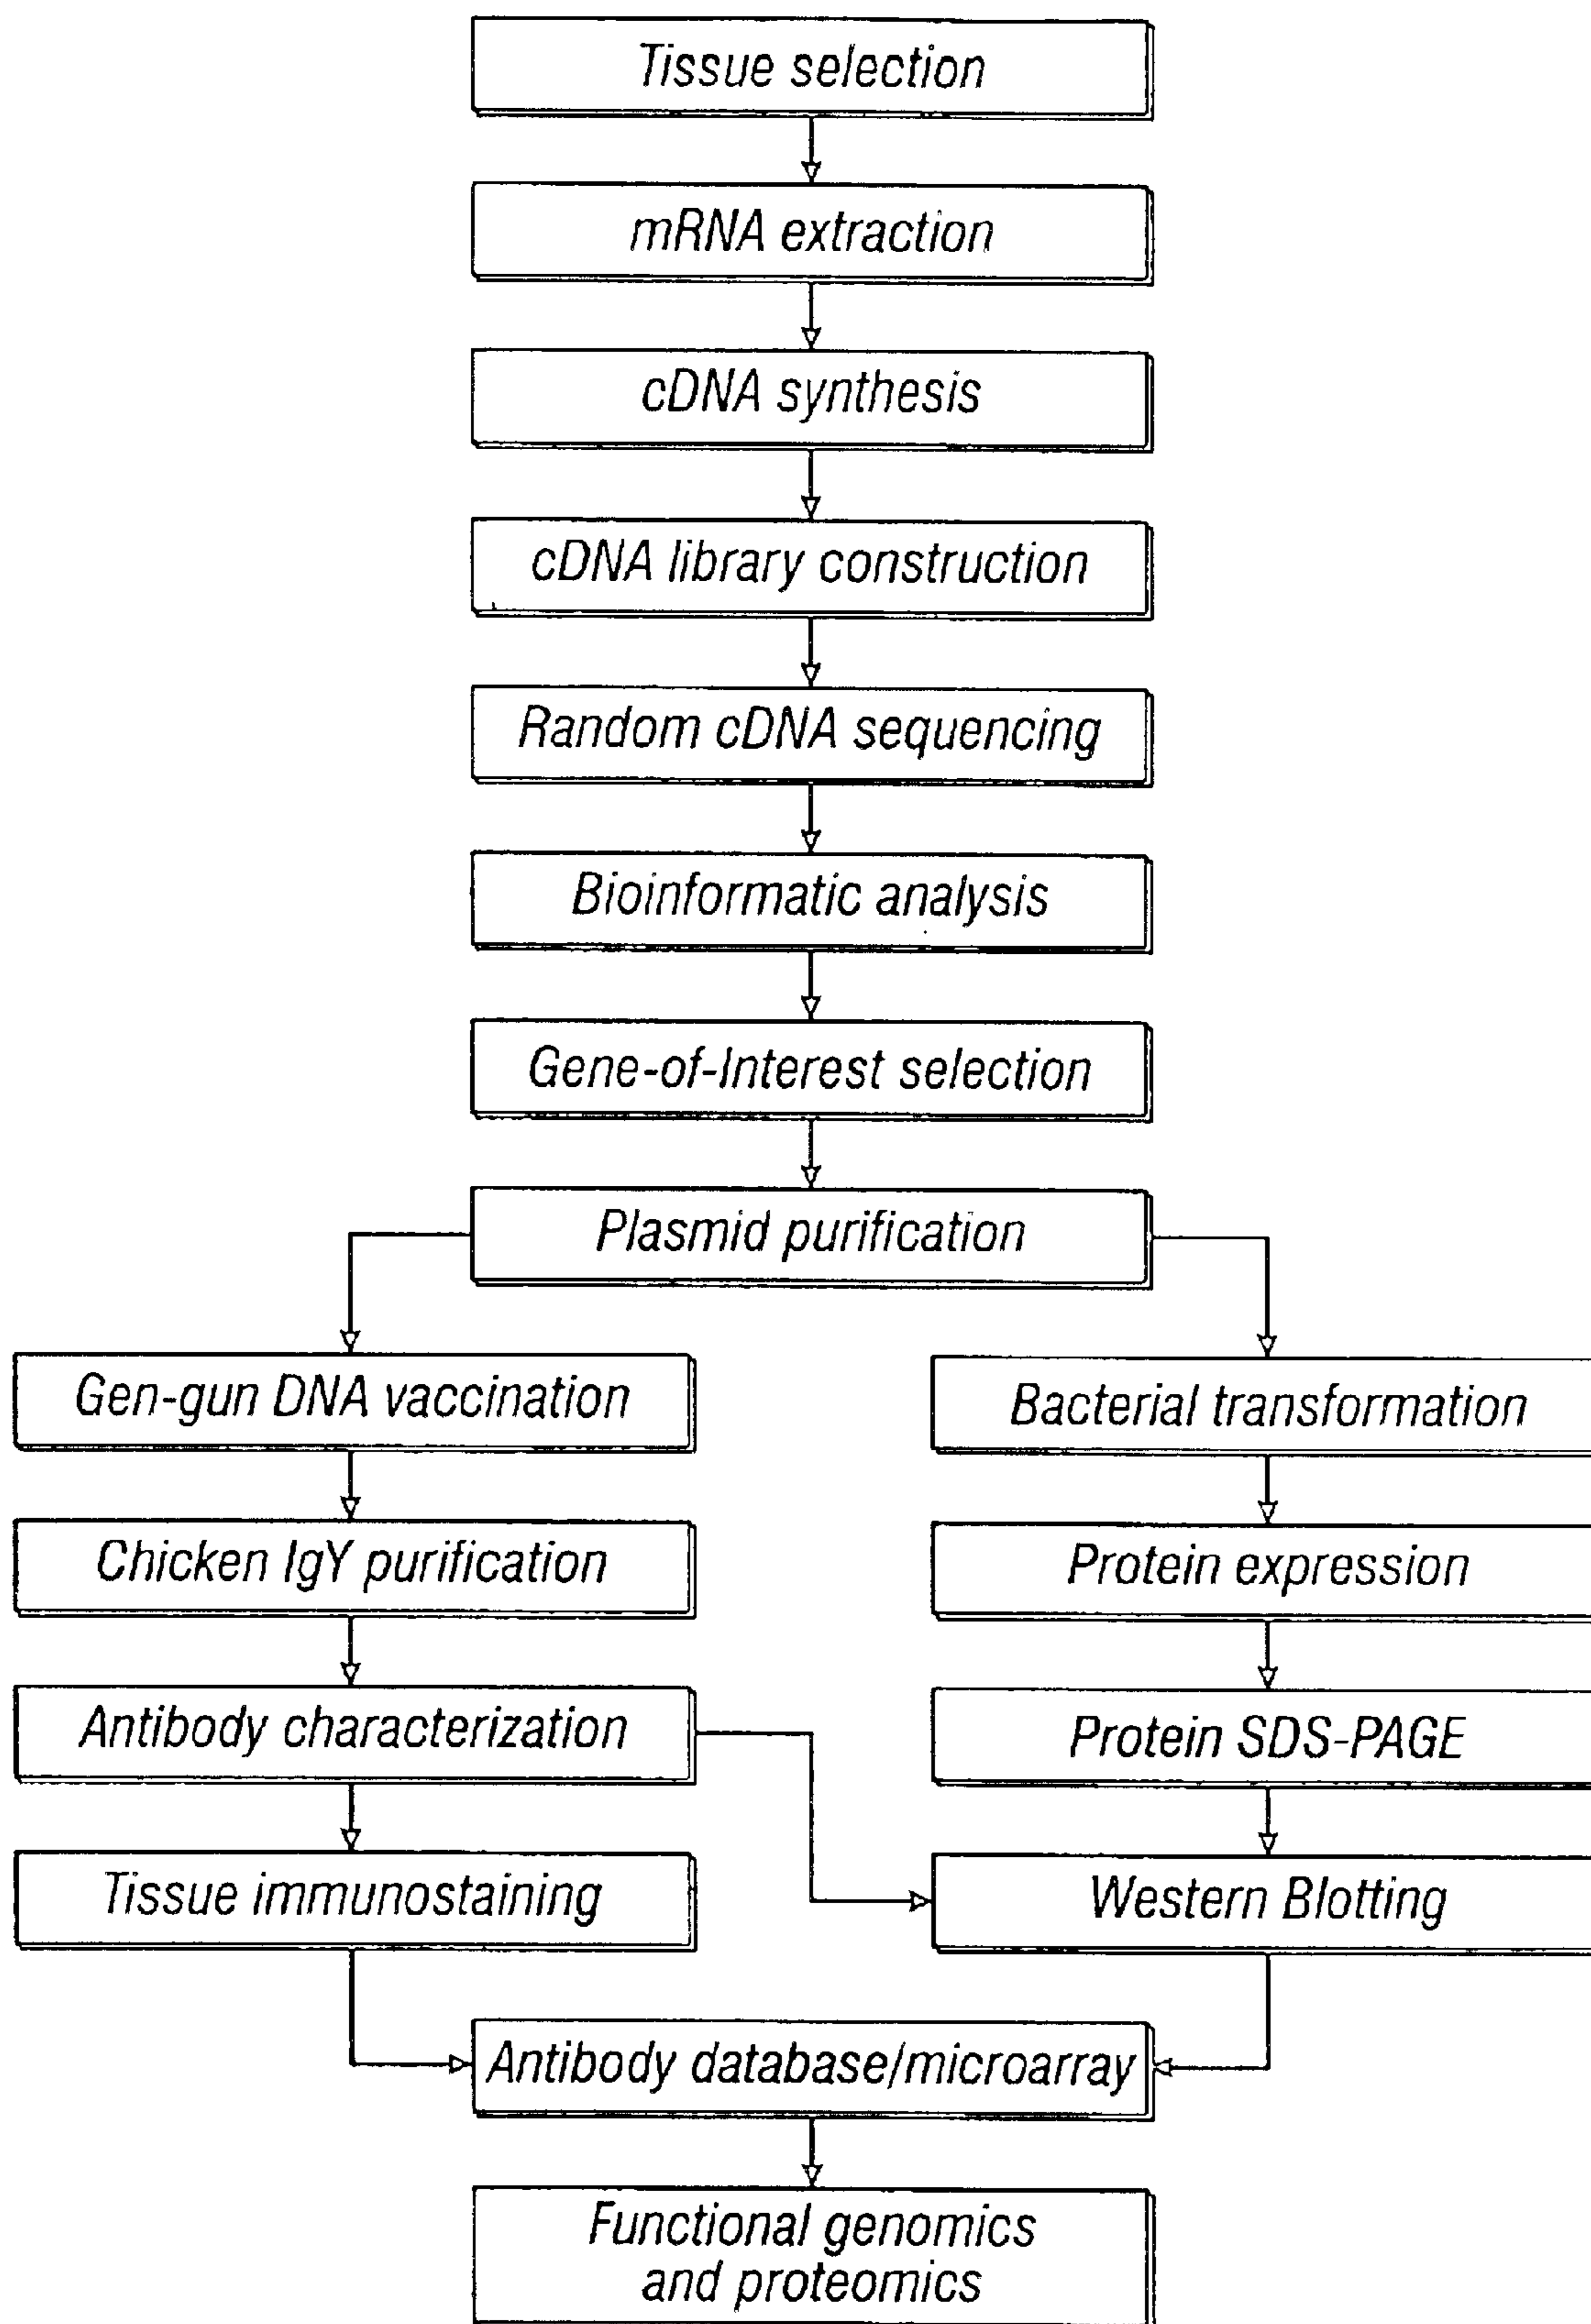 Tissue selection
mRNA extraction
cDNA synthesis
cDNA library construction
Random cDNA sequencing
Bioinformatic analysis
Gene-of-Interest selection
Plasmid purification
Gen-gun DNA vaccination
Bacterial transformation
Chicken IgY purification
Protein expression
Antibody characterization
Protein SDS-PAGE
Tissue immunostaining
Western Blotting
Antibody database/microarray
Functional genomics
and proteomics